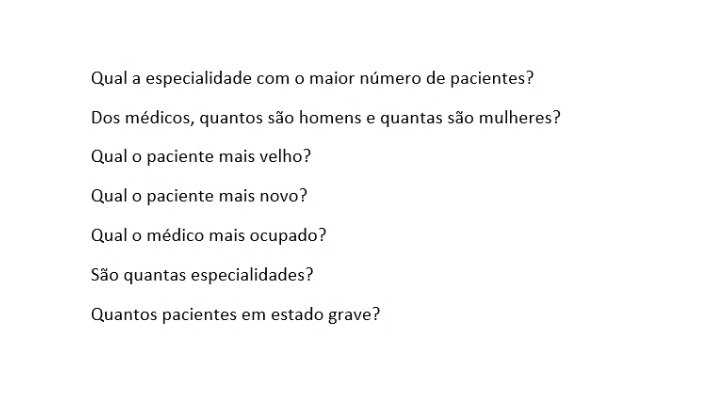 Qual a especialidade com o maior número de pacientes?
Dos médicos, quantos são homens e quantas são mulheres?
Qual o paciente mais velho?
Qual o paciente mais novo?
Qual o médico mais ocupado?
São quantas especialidades?
Quantos pacientes em estado grave?